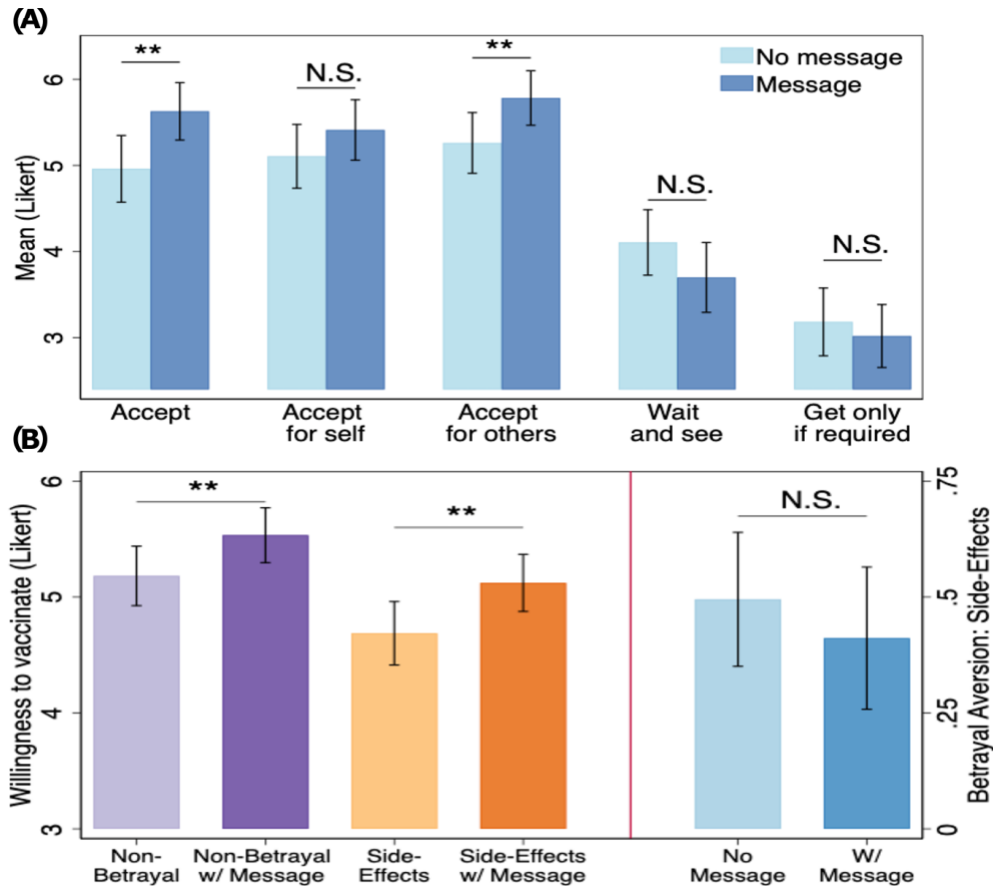 (A)
**
N.S.
**
N.S.
N.S.
No message
Message
Mean (Likert)
6
5
4
3
Accept
Accept
for self
Accept
for others
Wait
and see
Get only
if required
(B)
**
**
N.S.
Willingness to vaccinate (Likert)
6
5
4
3
Betrayal Aversion: Side-Effects
.75
.5
.25
0
Non-
Betrayal
Non-Betrayal
w/ Message
Side-
Effects
Side-Effects
w/ Message
No
Message
W/
Message